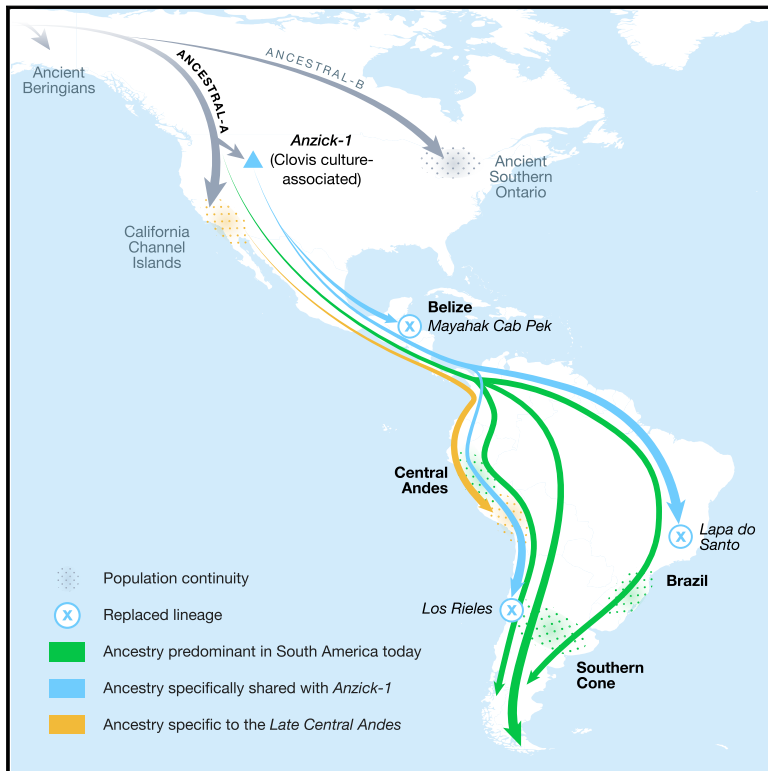 Ancient
Beringians
ANCESTRAL-A
ANCESTRAL-B
Anzick-1
(Clovis culture-
associated)
Ancient
Southern
Ontario
California
Channel
Islands
Belize
X
Mayahak Cab Pek
Central
Andes
X
Lapa do
Santo
Brazil
Los Rieles
X
Southern
Cone
Population continuity
X
Replaced lineage
Ancestry predominant in South America today
Ancestry specifically shared with Anzick-1
Ancestry specific to the Late Central Andes